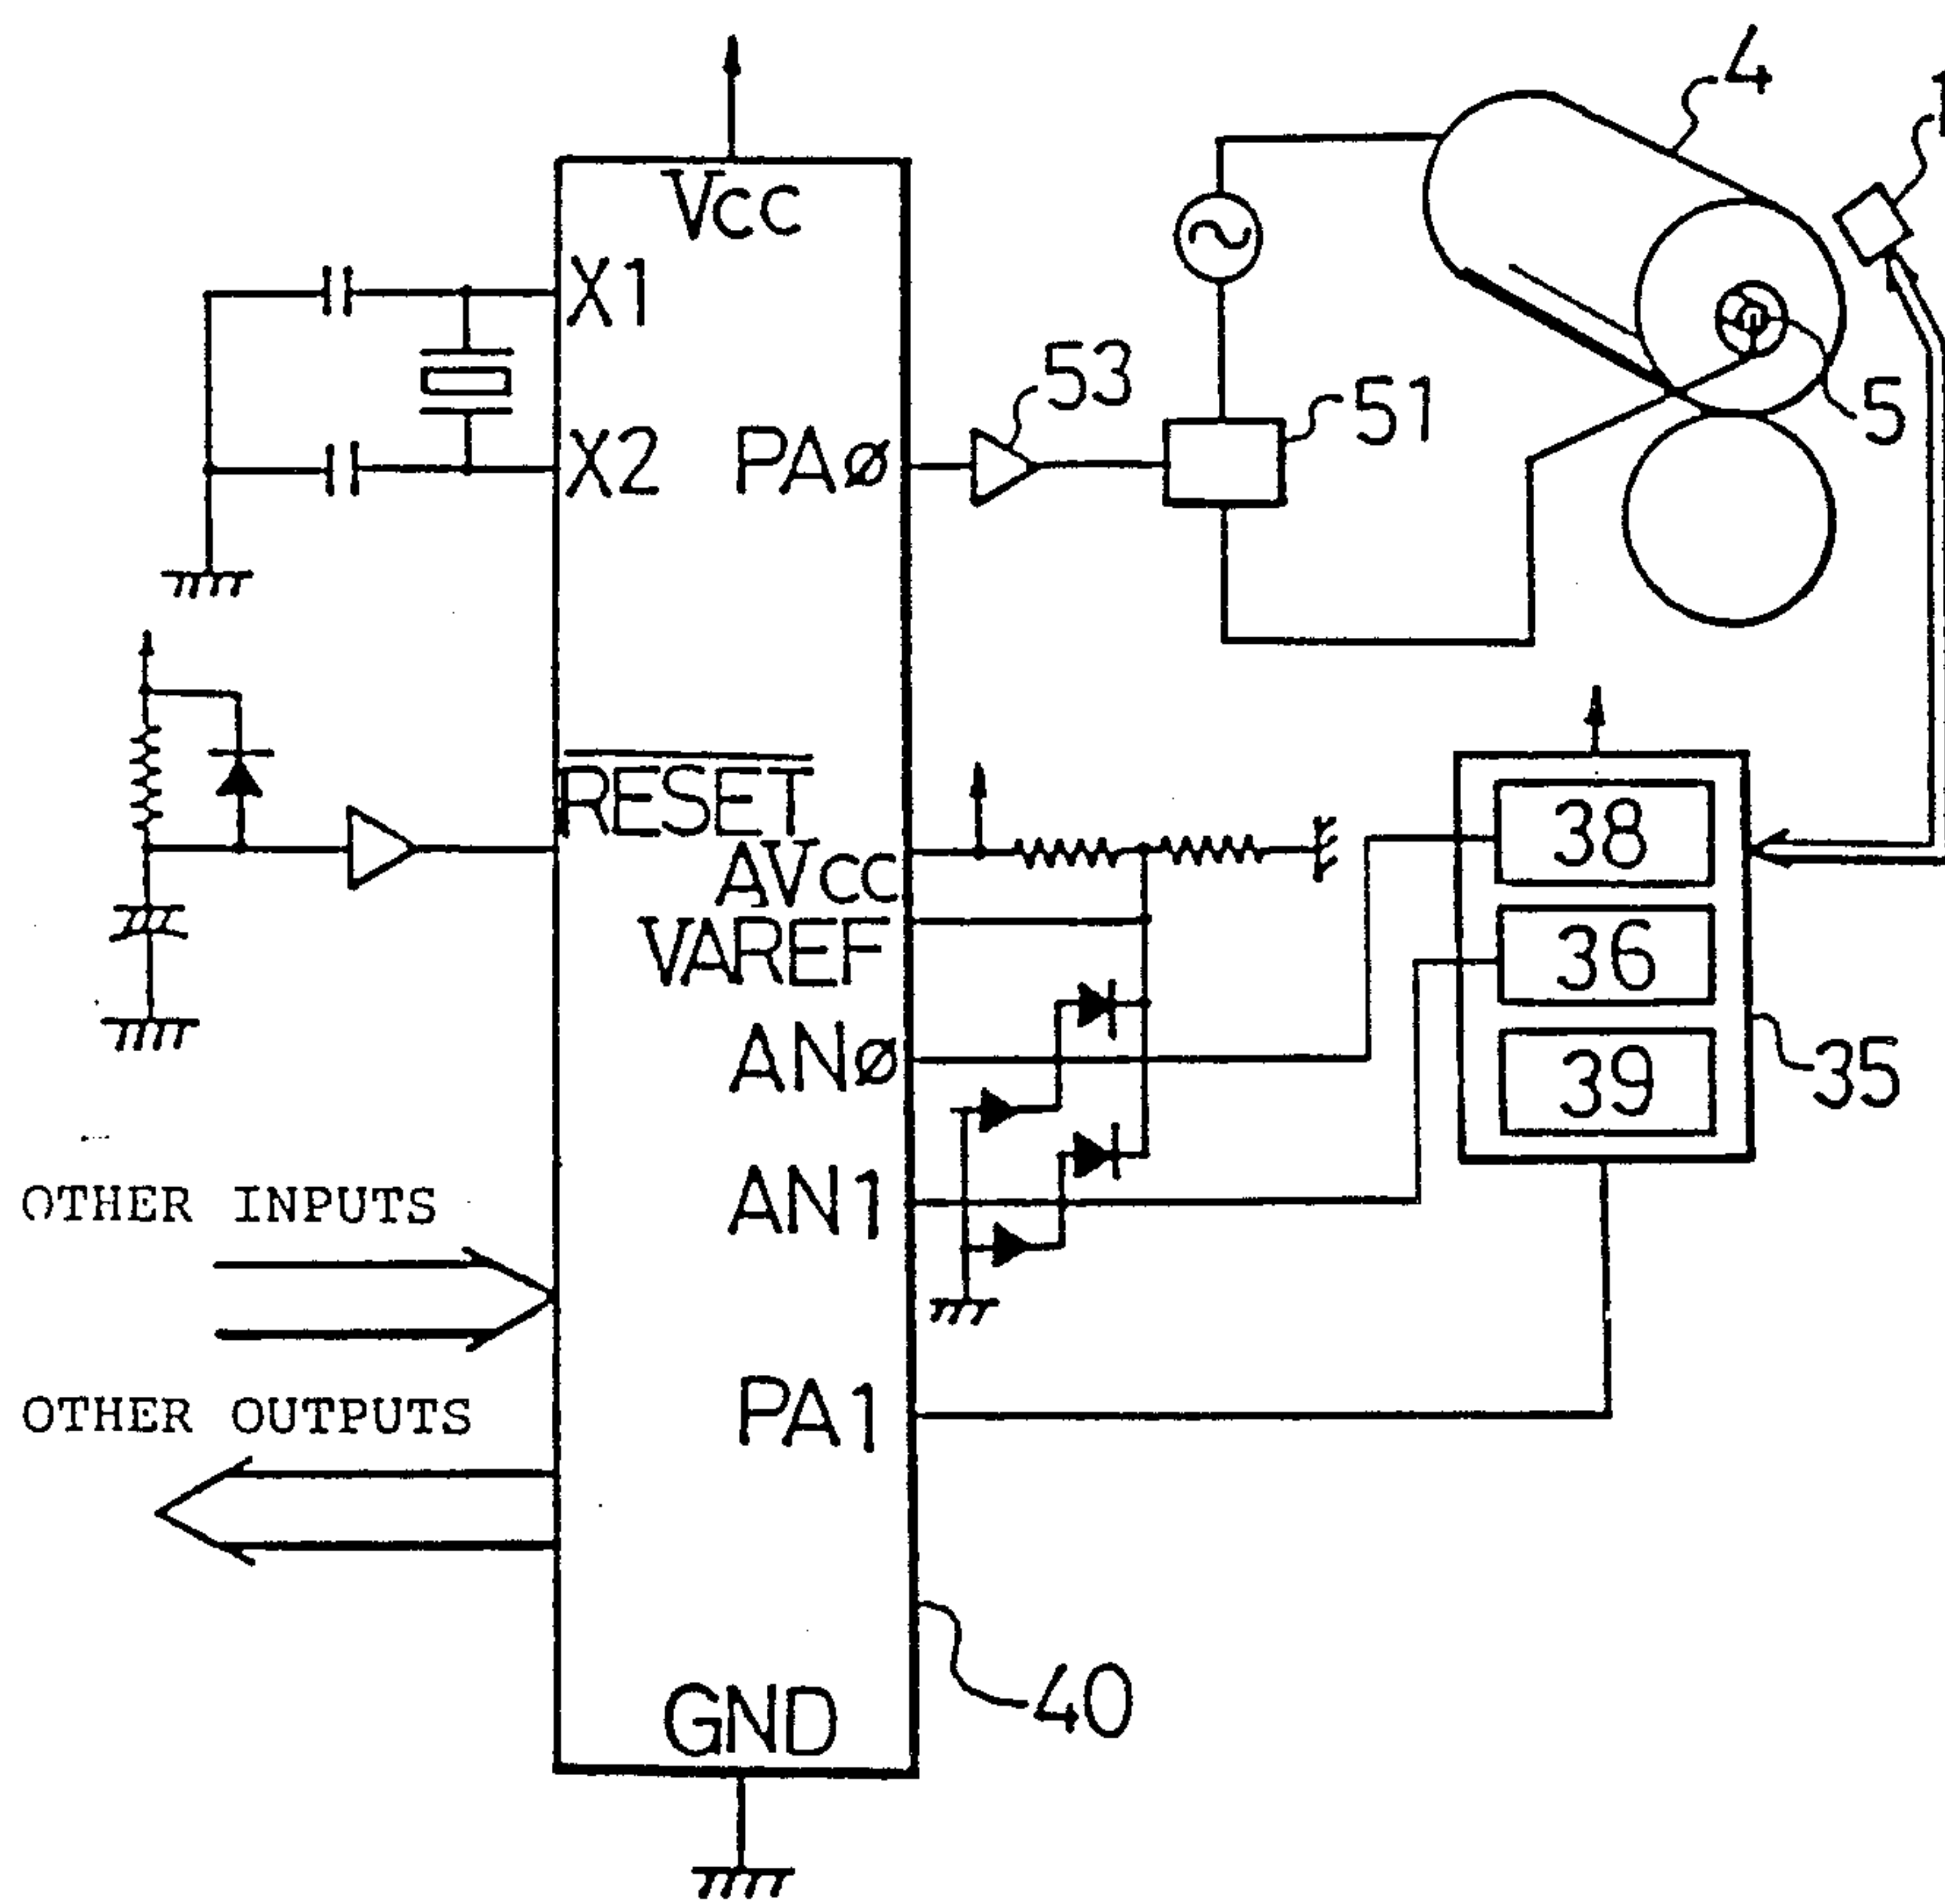 4
1
Vcc
X1
53
51
5
X2
PAØ
RESET
38
AVcc
VAREF
36
ANØ
39
35
OTHER INPUTS
AN1
OTHER OUTPUTS
PA1
40
GND